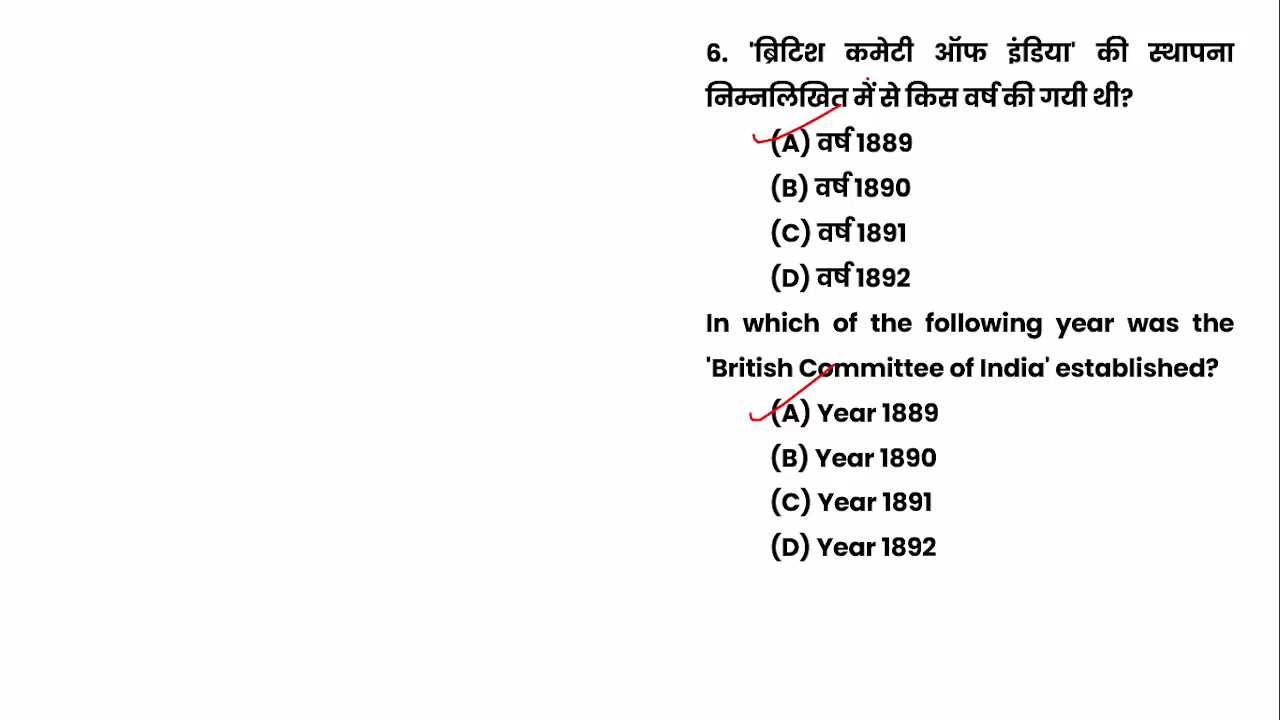 6. 'ब्रिटिश कमेटी ऑफ इंडिया' की स्थापना
निम्नलिखित में से किस वर्ष की गयी थी?
(A) वर्ष 1889
(B) वर्ष 1890
(C) वर्ष 1891
(D) वर्ष 1892
In which of the following year was the
'British Committee of India' established?
(A) Year 1889
(B) Year 1890
(C) Year 1891
(D) Year 1892